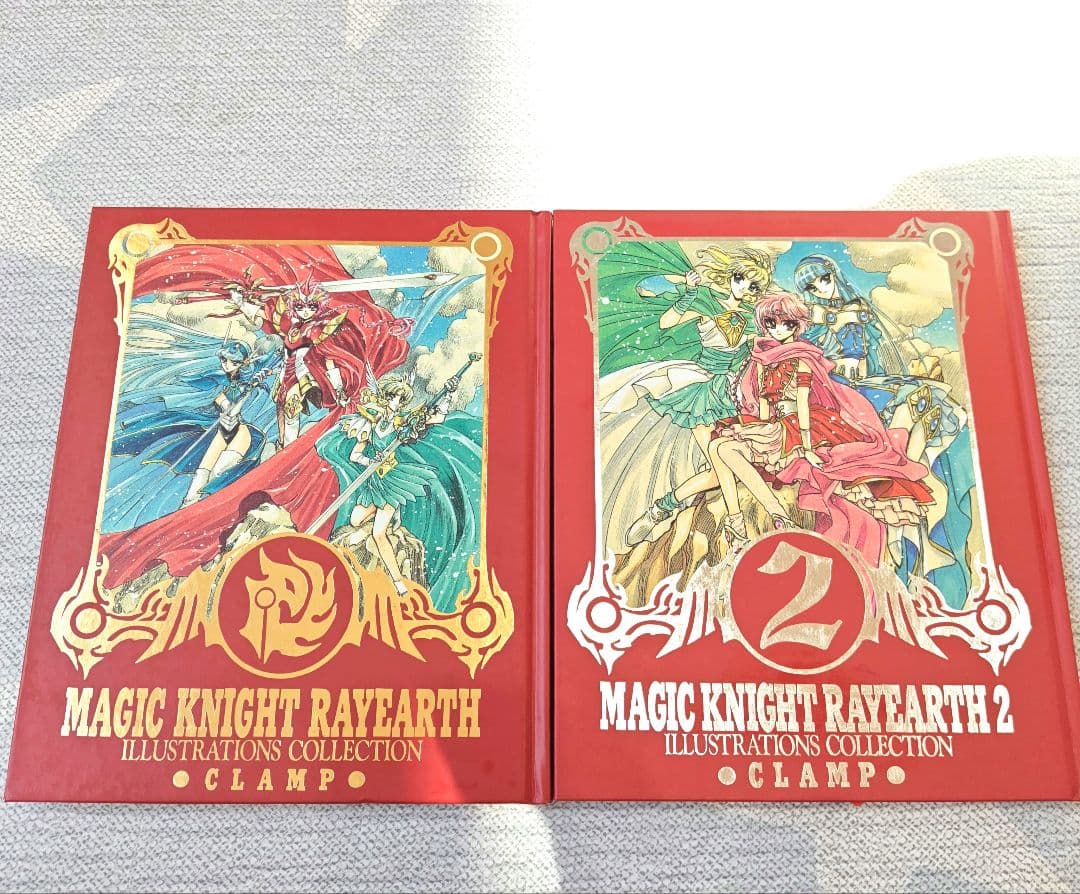 MAGIC KNIGHT RAYEARTH
ILLUSTRATIONS COLLECTION
CLAMP
2
MAGIC KNIGHT RAYEARTH 2
ILLUSTRATIONS COLLECTION
CLAMP